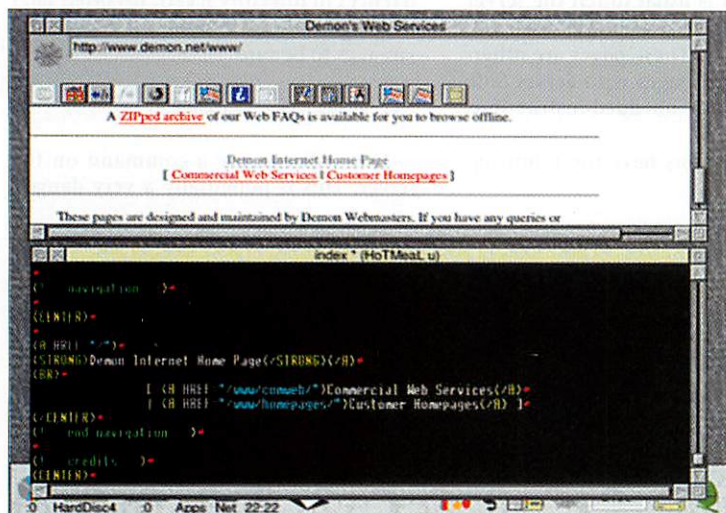 Demon's Web Services
http://www.demon.net/www/
A ZIPped archive of our Web FAQs is available for you to browse offline.
Demon Internet Home Page
[ Commercial Web Services | Customer Homepages ]
These pages are designed and maintained by Demon Webmasters. If you have any queries or
index * (HoTMeaL u)
<!-- navigation -->
<CENTER>
<A HREF="/">
<STRONG>Demon Internet Home Page</STRONG></A>
<BR>
[ <A HREF="/www/comweb/">Commercial Web Services</A>
| <A HREF="/www/homepages/">Customer Homepages</A> ]
</CENTER>
<!-- end navigation -->
<!-- credits -->
<CENTER>
:0 HardDisc4 :0 Apps Net 22:22